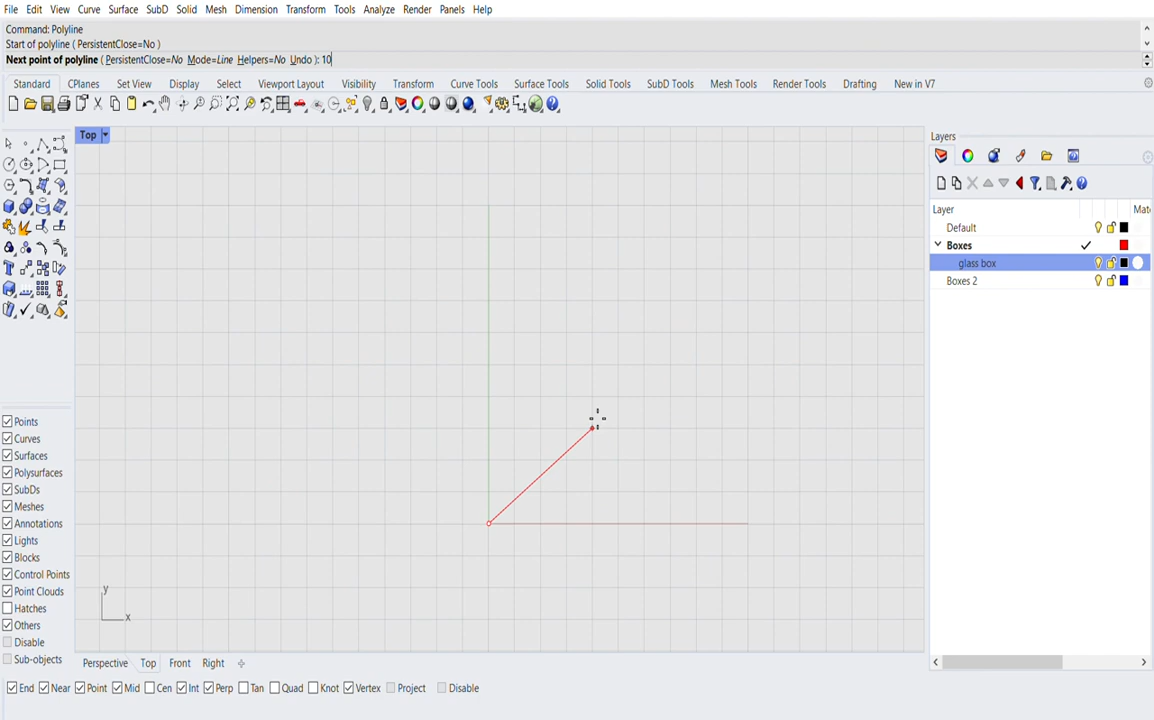 File Edit View Curve Surface SubD Solid Mesh Dimension Transform Tools Analyze Render Panels Help
Command: Polyline
Start of polyline ( PersistentClose=No )
Next point of polyline ( PersistentClose=No Mode=Line Helpers=No Undo ): 10
Standard CPlanes Set View Display Select Viewport Layout Visibility Transform Curve Tools Surface Tools Solid Tools SubD Tools Mesh Tools Render Tools Drafting New in V7
Top
Layers
Layer Mate
Default
Boxes
glass box
Boxes 2
Points
Curves
Surfaces
Polysurfaces
SubDs
Meshes
Annotations
Lights
Blocks
Control Points
Point Clouds
Hatches
Others
Disable
Sub-objects
y
x
Perspective Top Front Right
End Near Point Mid Cen Int Perp Tan Quad Knot Vertex Project Disable